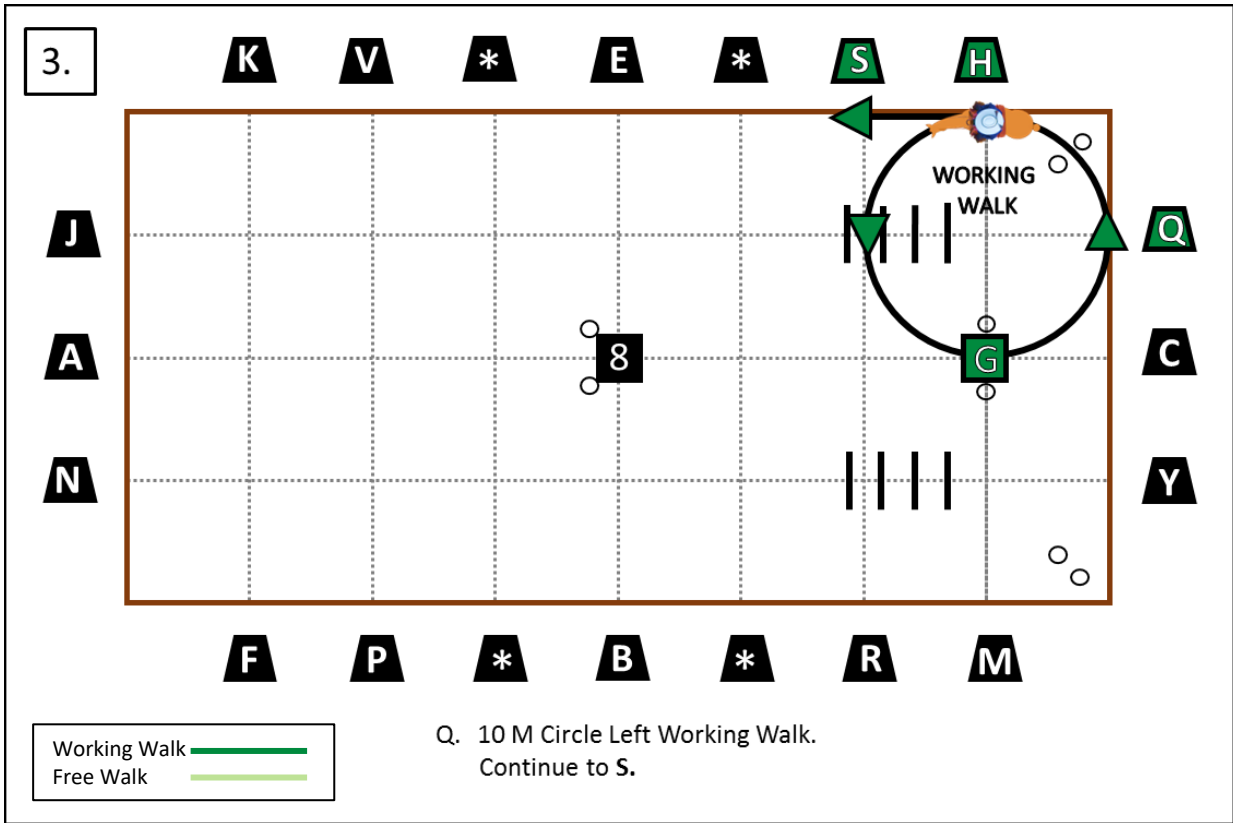 3.
K V * E * S H
WORKING
WALK
J Q
A 8 G C
N Y
F P * B * R M
Working Walk
Free Walk
Q. 10 M Circle Left Working Walk.
Continue to S.